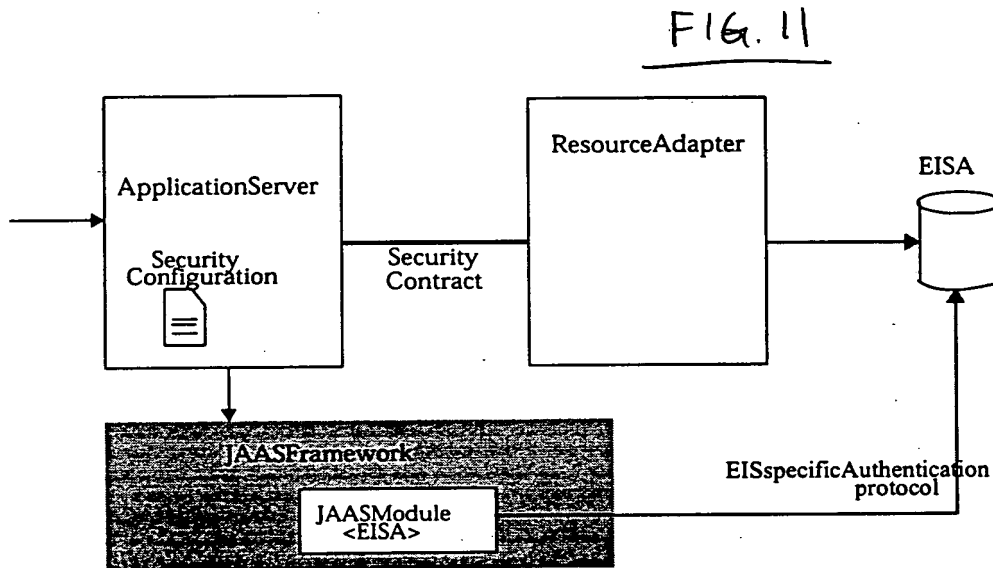 FIG. 11
ApplicationServer
Security
Configuration
Security
Contract
ResourceAdapter
EISA
JAASFramework
JAASModule
<EISA>
EISspecificAuthentication
protocol